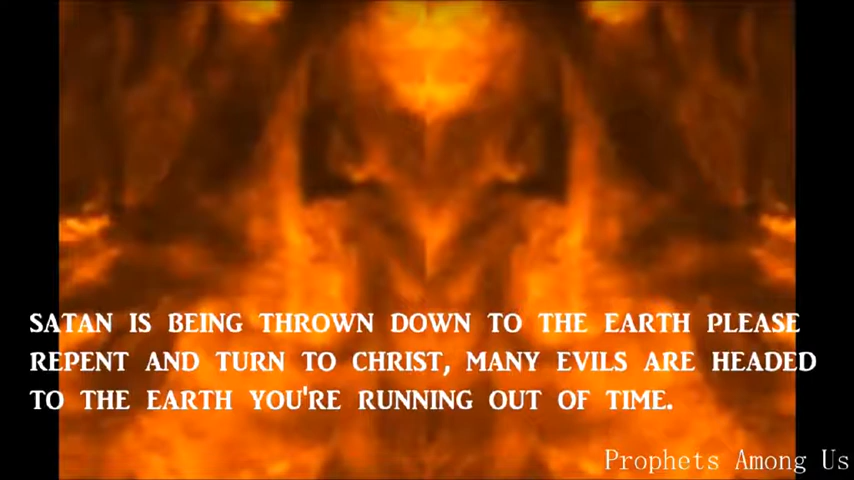 SATAN IS BEING THROWN DOWN TO THE EARTH PLEASE
REPENT AND TURN TO CHRIST, MANY EVILS ARE HEADED
TO THE EARTH YOU'RE RUNNING OUT OF TIME.
Prophets Among Us